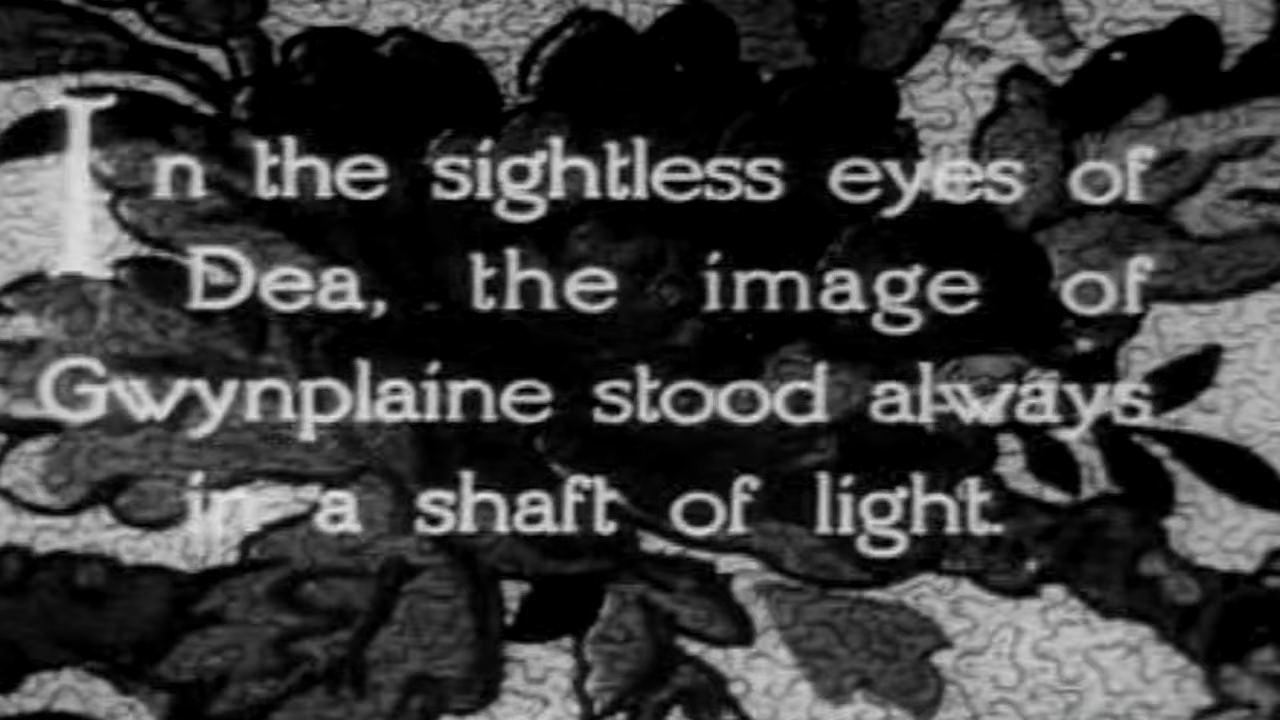 In the sightless eyes of
Dea, the image of
Gwynplaine stood always
in a shaft of light.